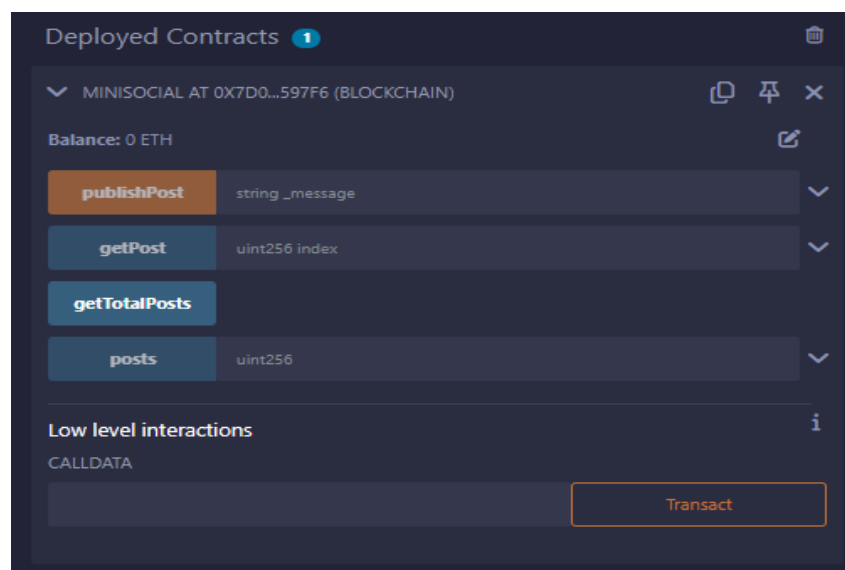 Deployed Contracts 1
MINISOCIAL AT 0X7D0...597F6 (BLOCKCHAIN)
Balance: 0 ETH
publishPost string _message
getPost uint256 index
getTotalPosts
posts uint256
Low level interactions i
CALLDATA
Transact